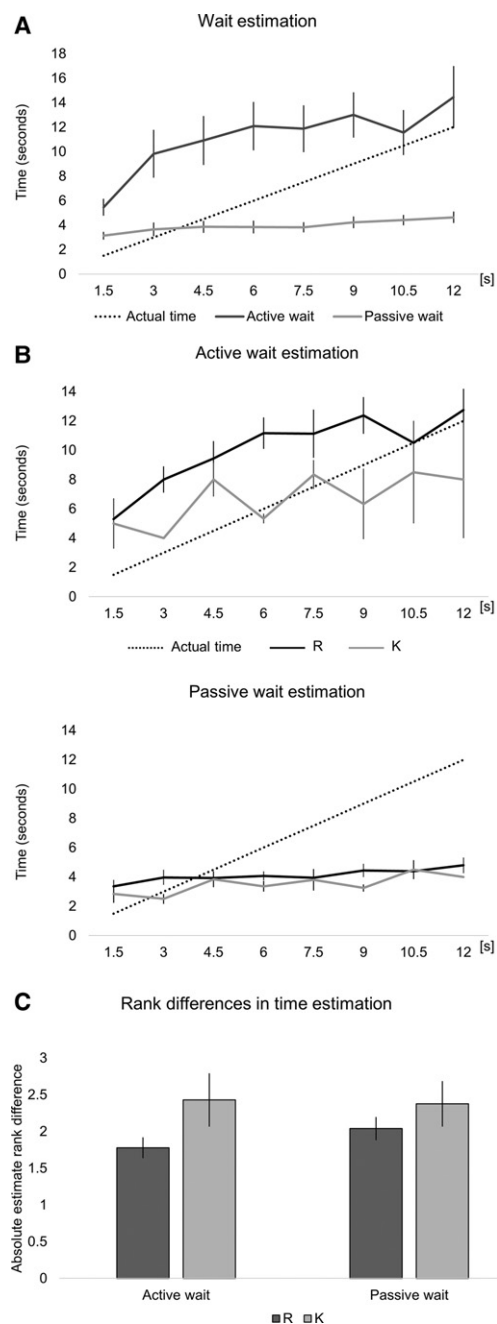 A
Wait estimation
Time (seconds)
18
16
14
12
10
8
6
4
2
0
1.5 3 4.5 6 7.5 9 10.5 12 [s]
Actual time Active wait Passive wait
B
Active wait estimation
Time (seconds)
14
12
10
8
6
4
2
0
1.5 3 4.5 6 7.5 9 10.5 12 [s]
Actual time R K
Passive wait estimation
Time (seconds)
14
12
10
8
6
4
2
0
1.5 3 4.5 6 7.5 9 10.5 12 [s]
C
Rank differences in time estimation
Absolute estimate rank difference
3
2.5
2
1.5
1
0.5
0
Active wait Passive wait
R K